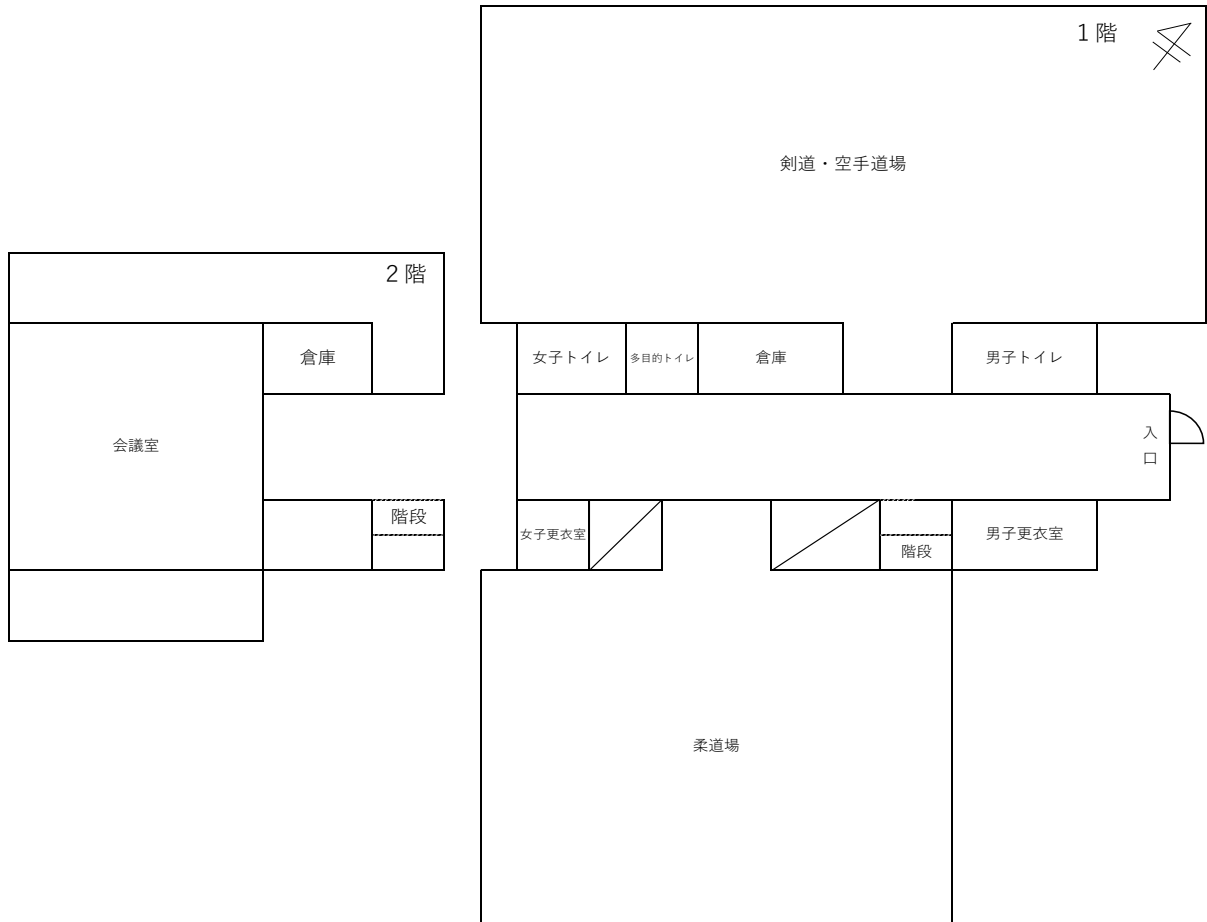 1階
剣道・空手道場
2階
倉庫
女子トイレ
多目的トイレ
倉庫
男子トイレ
会議室
入
口
階段
女子更衣室
階段
男子更衣室
柔道場